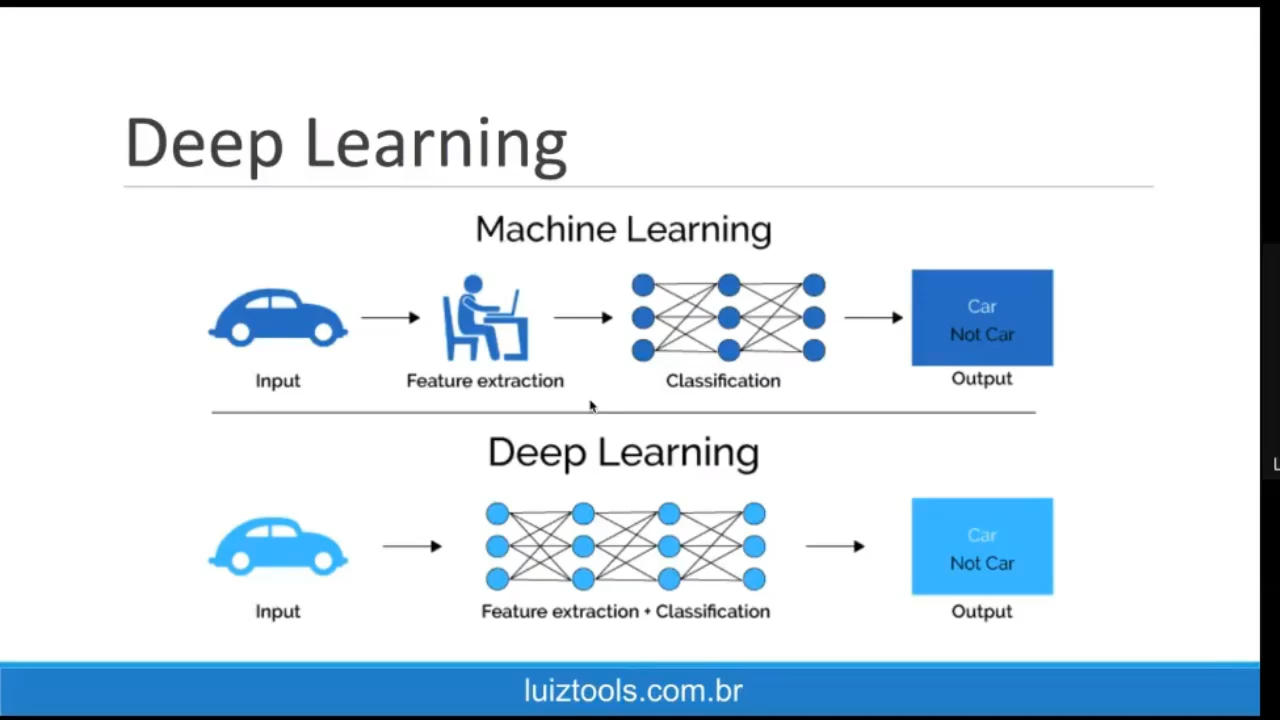 Deep Learning
Machine Learning
Input
Feature extraction
Classification
Car
Not Car
Output
Deep Learning
Input
Feature extraction + Classification
Car
Not Car
Output
luiztools.com.br
L